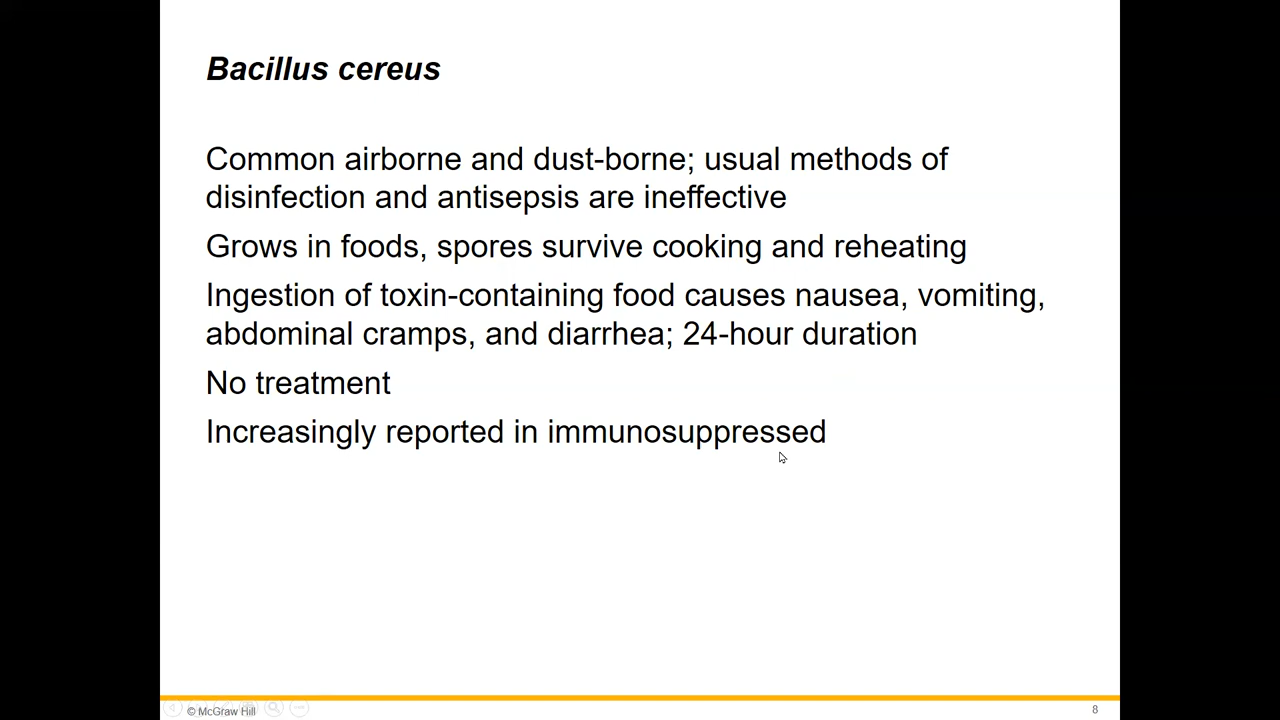 Bacillus cereus
Common airborne and dust-borne; usual methods of
disinfection and antisepsis are ineffective
Grows in foods, spores survive cooking and reheating
Ingestion of toxin-containing food causes nausea, vomiting,
abdominal cramps, and diarrhea; 24-hour duration
No treatment
Increasingly reported in immunosuppressed
© McGraw Hill
8